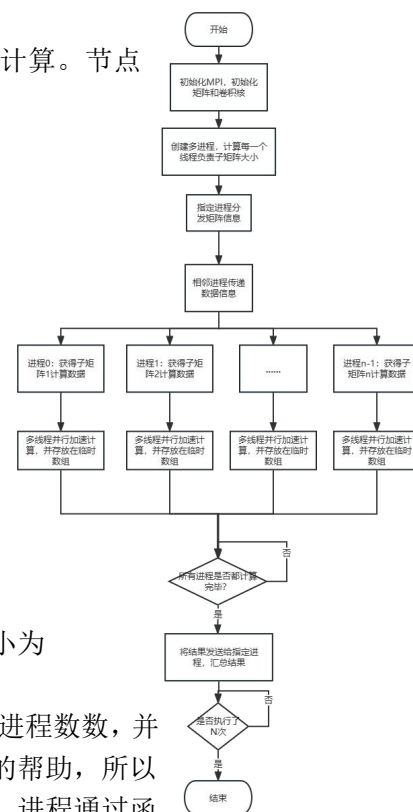 开始
计算。节点
初始化MPI，初始化
矩阵和卷积核
创建多进程，计算每一个
线程负责子矩阵大小
指定进程分
发矩阵信息
相邻进程传递
数据信息
进程0：获得子矩
阵1计算数据
进程1：获得子矩
阵2计算数据
......
进程n-1：获得子
矩阵n计算数据
多线程并行加速计
算，并存放在临时
数组
多线程并行加速计
算，并存放在临时
数组
多线程并行加速计
算，并存放在临时
数组
多线程并行加速计
算，并存放在临时
数组
否
所有进程是否都计算
完毕？
是
小为
将结果发送给指定进
程，汇总结果
否
进程数数，并
是否执行了
N次
的帮助，所以
是
进程通过函
结束